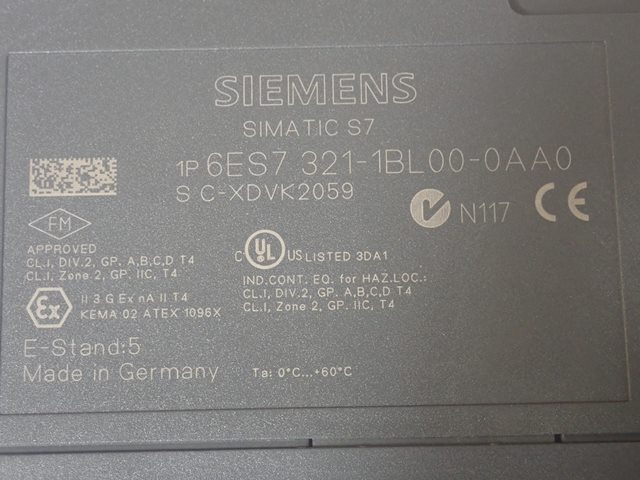 SIEMENS
SIMATIC S7
1P 6ES7 321-1BL00-0AA0
S C-XDVK2059
N117 CE
FM
APPROVED
CL.I, DIV.2, GP. A,B,C,D T4
CL.I, Zone 2, GP. IIC, T4
C UL US LISTED 3DA1
IND.CONT. EQ. for HAZ.LOC.:
CL.I, DIV.2, GP. A,B,C,D T4
CL.I, Zone 2, GP. IIC, T4
Ex II 3 G Ex nA II T4
KEMA 02 ATEX 1096X
E-Stand:5
Made in Germany
Ta: 0°C...+60°C